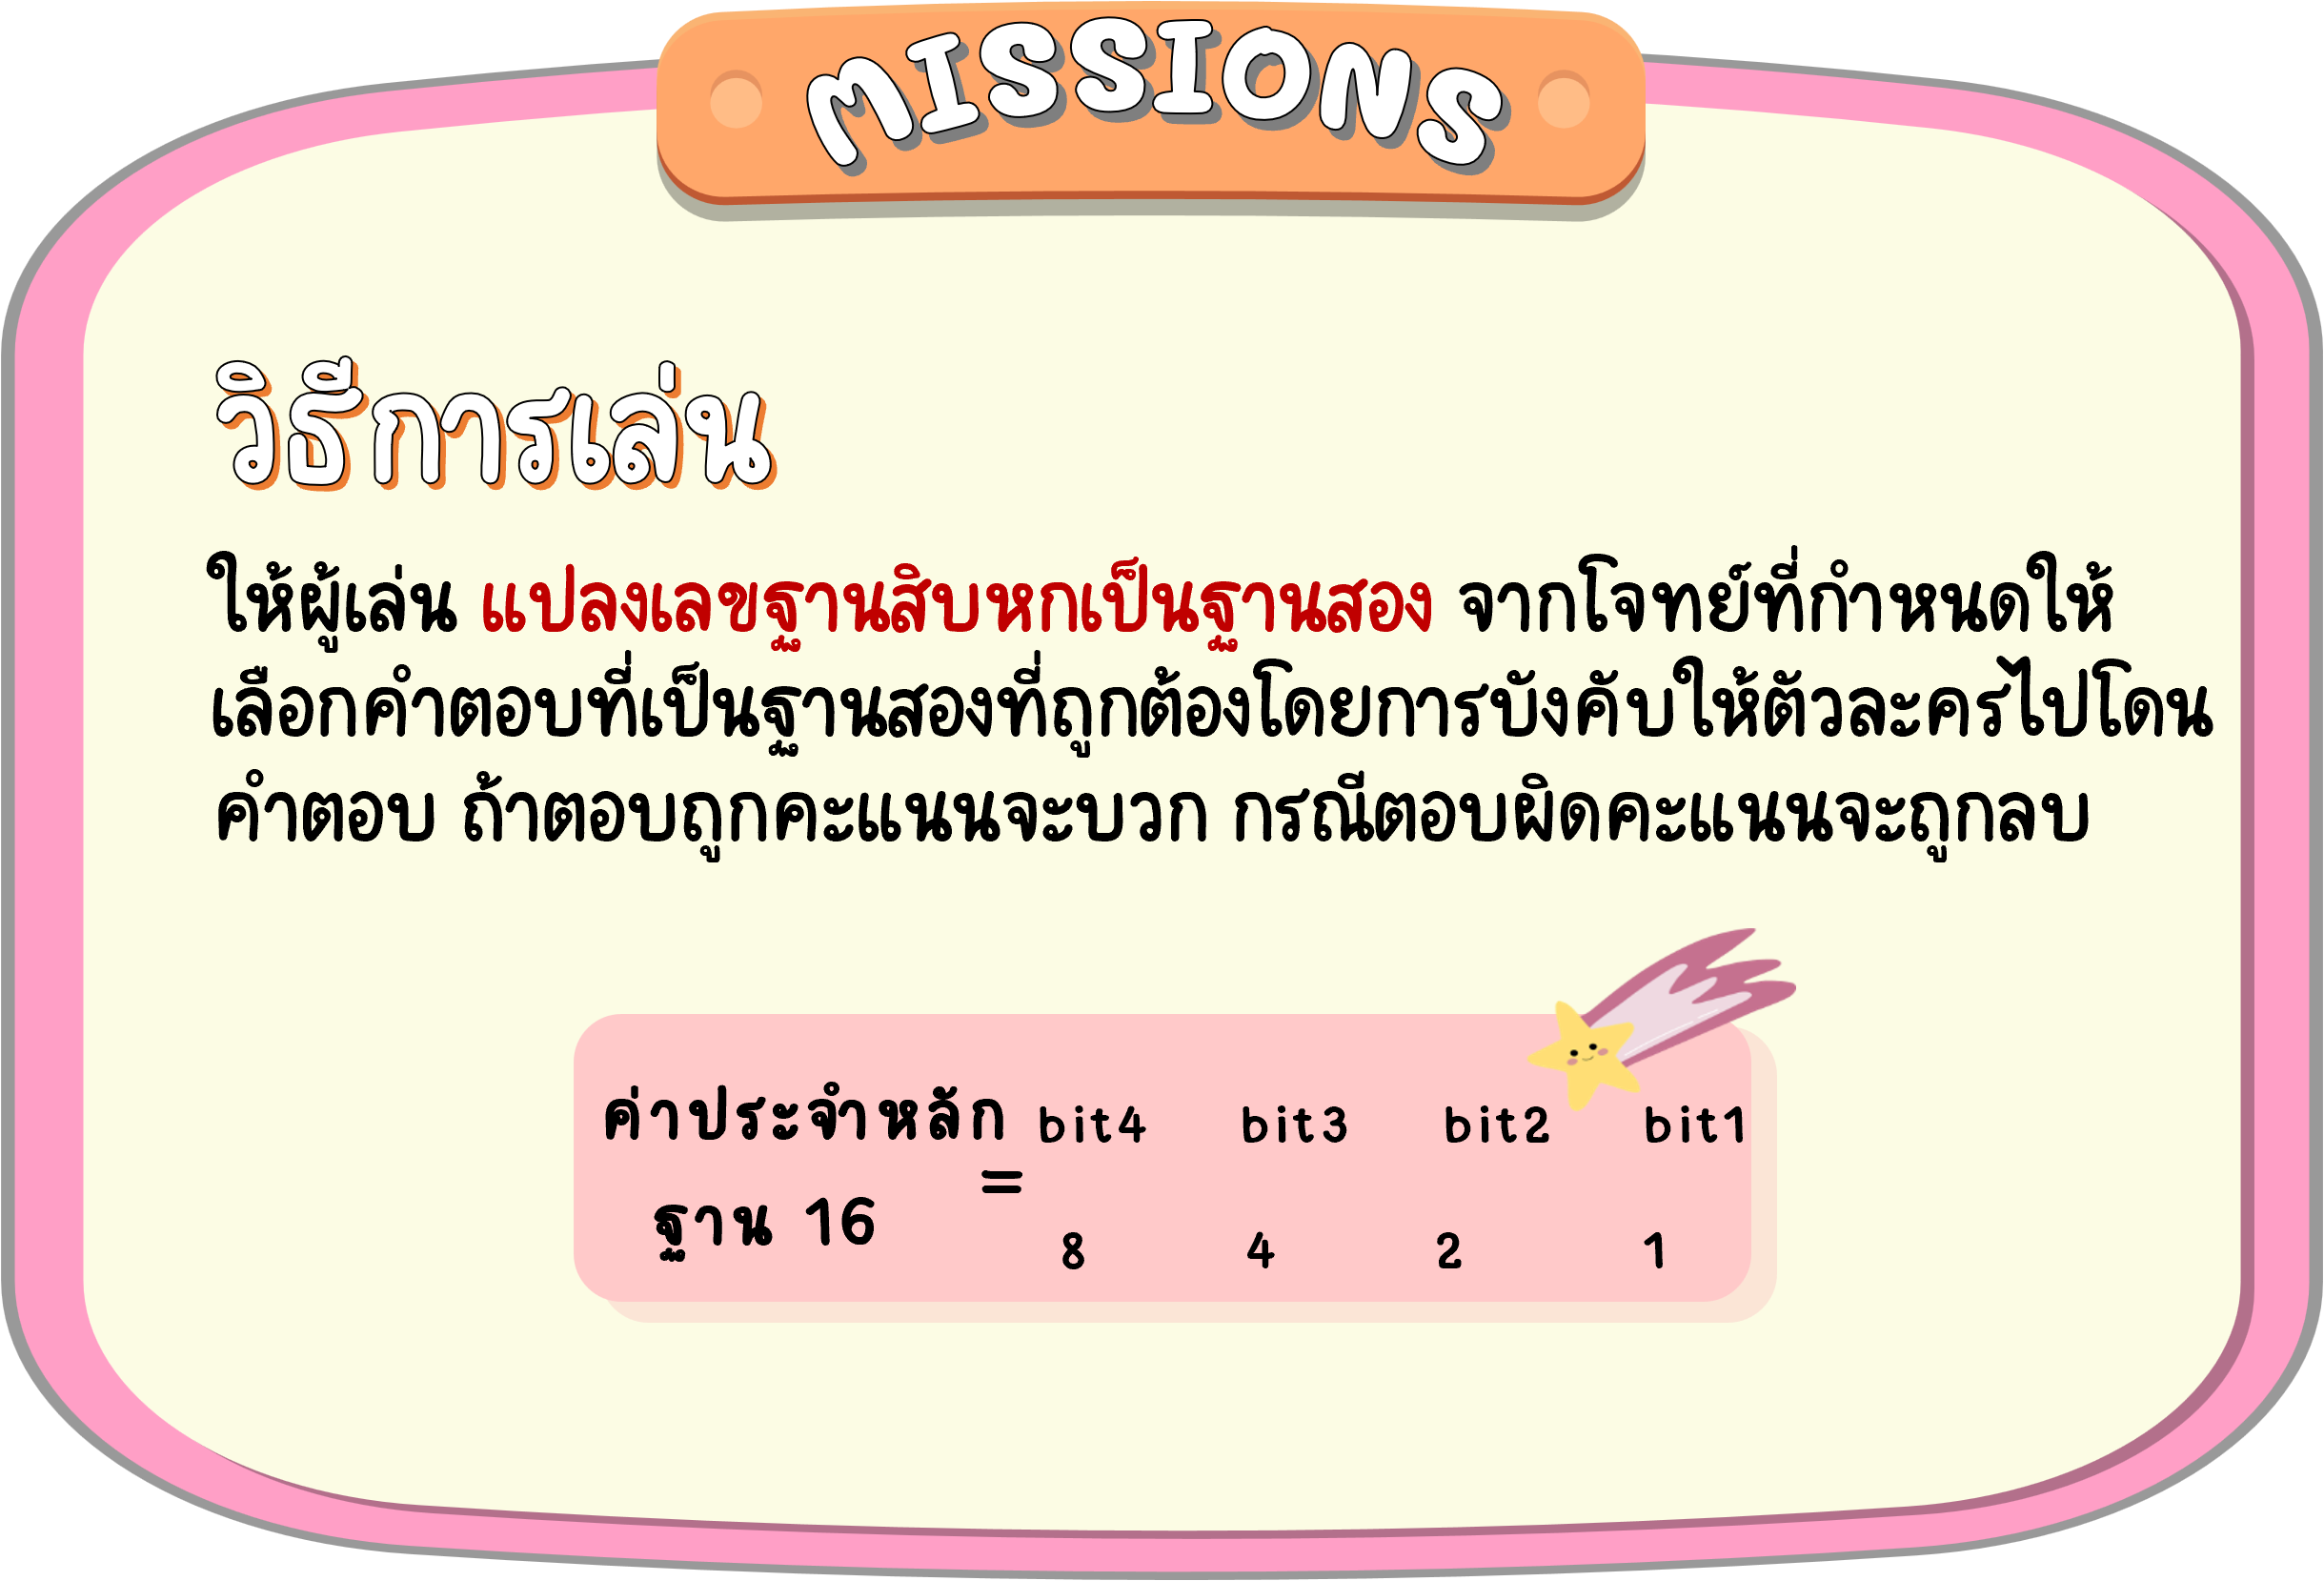 MISSIONS
วิธีการเล่น
ให้ผู้เล่น แปลงเลขฐานสิบหกเป็นฐานสอง จากโจทย์ที่กำหนดให้
เลือกคำตอบที่เป็นฐานสองที่ถูกต้องโดยการบังคับให้ตัวละครไปโดน
คำตอบ ถ้าตอบถูกคะแนนจะบวก กรณีตอบผิดคะแนนจะถูกลบ
ค่าประจำหลัก bit4 bit3 bit2 bit1
=
ฐาน 16 8 4 2 1